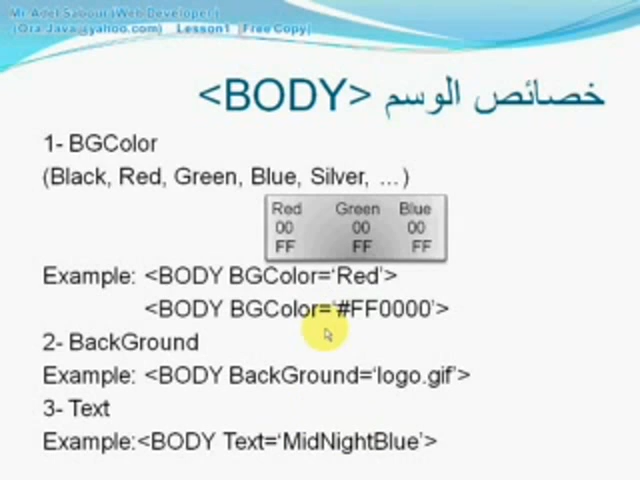 Mr Adel Sabour (Web Developer)
(Ora.Java@yahoo.com) Lesson1 [Free Copy]
خصائص الوسم <BODY>
1- BGColor
(Black, Red, Green, Blue, Silver, …)
Red Green Blue
00 00 00
FF FF FF
Example: <BODY BGColor=‘Red’>
<BODY BGColor=‘#FF0000’>
2- BackGround
Example: <BODY BackGround=‘logo.gif’>
3- Text
Example:<BODY Text=‘MidNightBlue’>